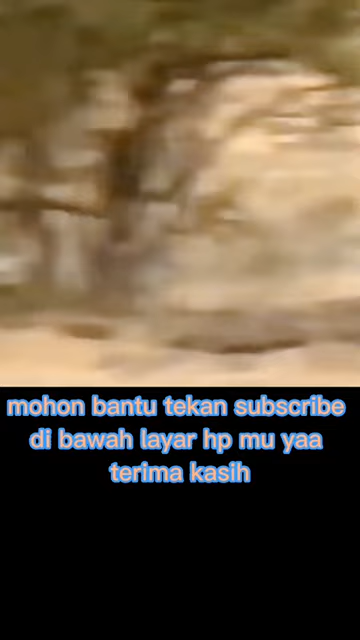 mohon bantu tekan subscribe
di bawah layar hp mu yaa
terima kasih